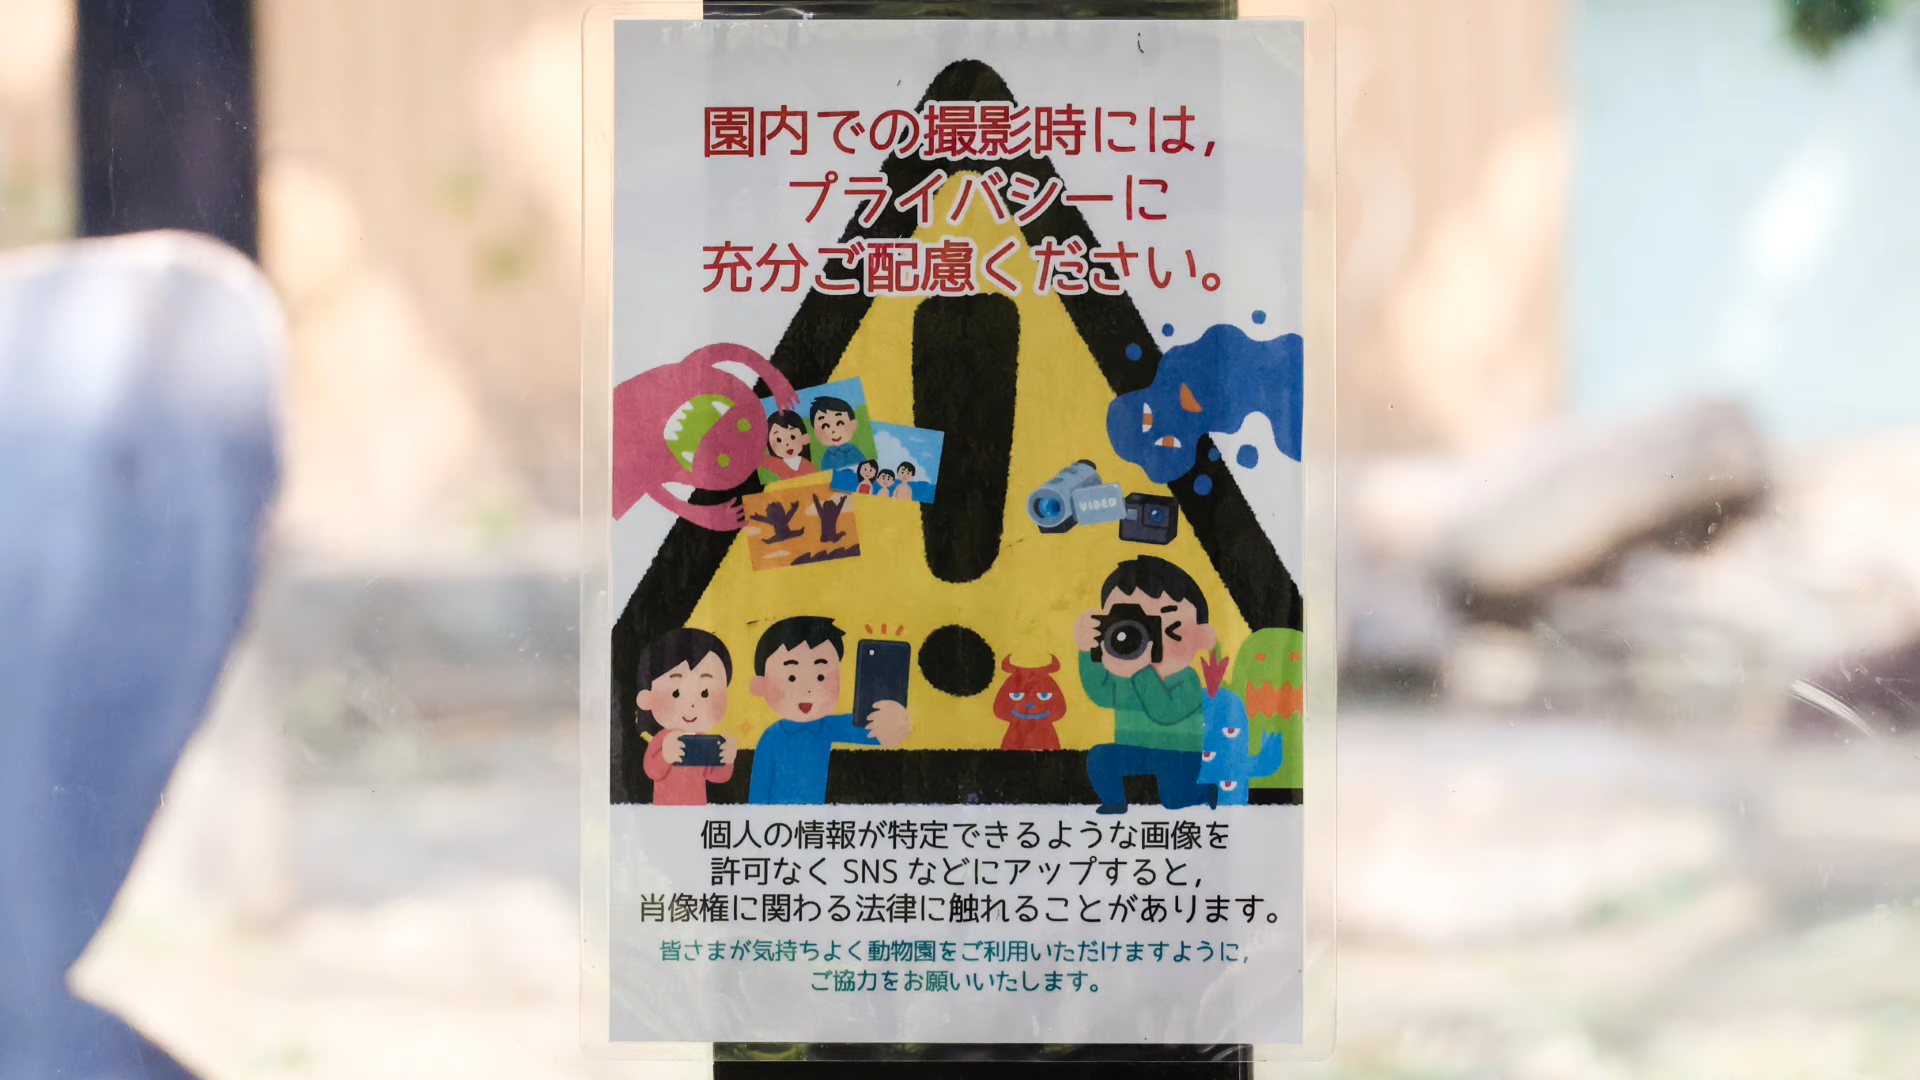 園内での撮影時には,
プライバシーに
充分ご配慮ください。
VIDEO
個人の情報が特定できるような画像を
許可なく SNS などにアップすると,
肖像権に関わる法律に触れることがあります。
皆さまが気持ちよく動物園をご利用いただけますように,
ご協力をお願いいたします。